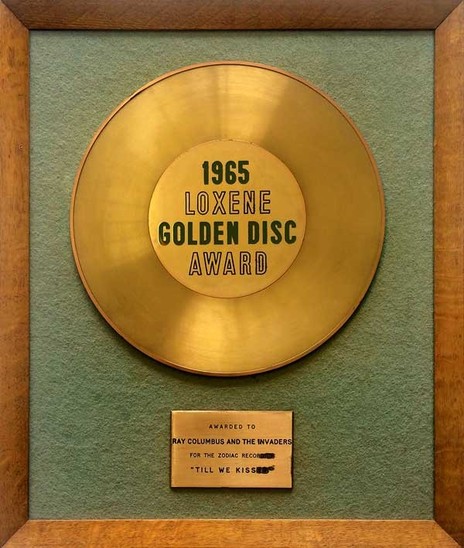 1965
LOXENE
GOLDEN DISC
AWARD
AWARDED TO
RAY COLUMBUS AND THE INVADERS
FOR THE ZODIAC
"TILL WE